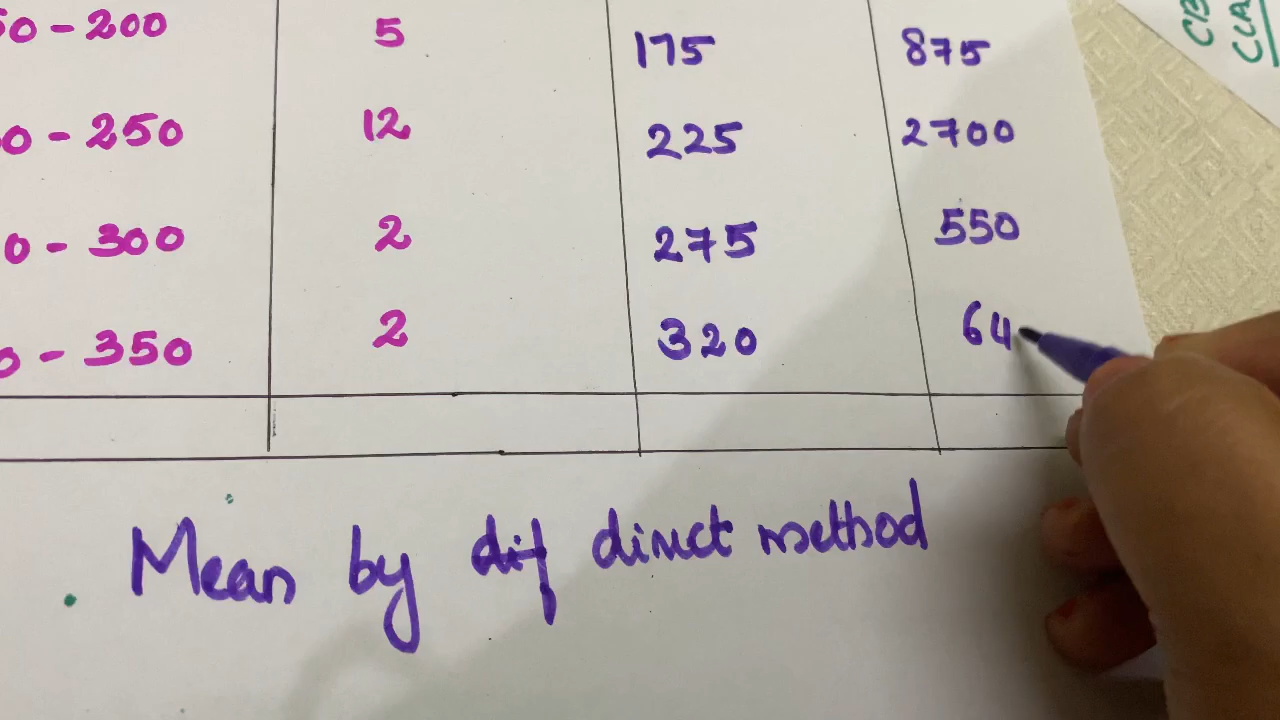 0 - 200 5 175 875
0 - 250 12 225 2700
0 - 300 2 275 550
0 - 350 2 320 64
Mean by dif direct method